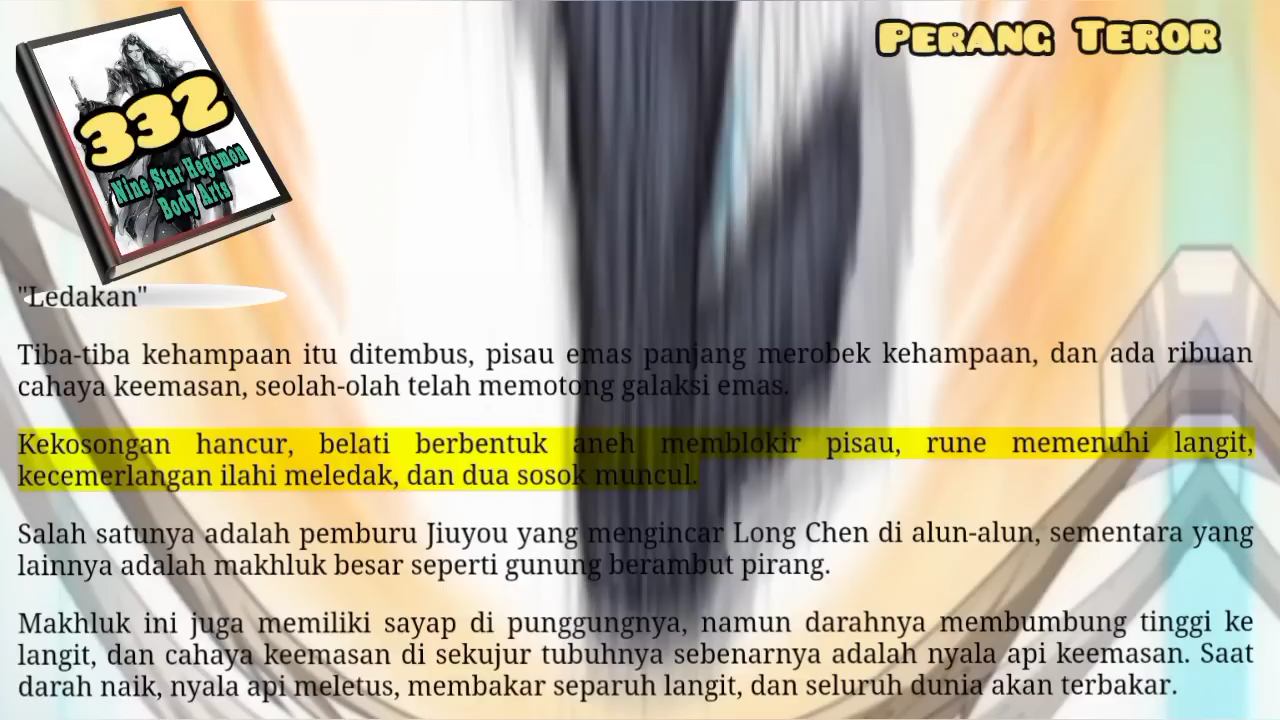 Perang Teror
332
Nine Star Hegemon
Body Arts
"Ledakan"
Tiba-tiba kehampaan itu ditembus, pisau emas panjang merobek kehampaan, dan ada ribuan
cahaya keemasan, seolah-olah telah memotong galaksi emas.
Kekosongan hancur, belati berbentuk aneh memblokir pisau, rune memenuhi langit,
kecemerlangan ilahi meledak, dan dua sosok muncul.
Salah satunya adalah pemburu Jiuyou yang mengincar Long Chen di alun-alun, sementara yang
lainnya adalah makhluk besar seperti gunung berambut pirang.
Makhluk ini juga memiliki sayap di punggungnya, namun darahnya membumbung tinggi ke
langit, dan cahaya keemasan di sekujur tubuhnya sebenarnya adalah nyala api keemasan. Saat
darah naik, nyala api meletus, membakar separuh langit, dan seluruh dunia akan terbakar.